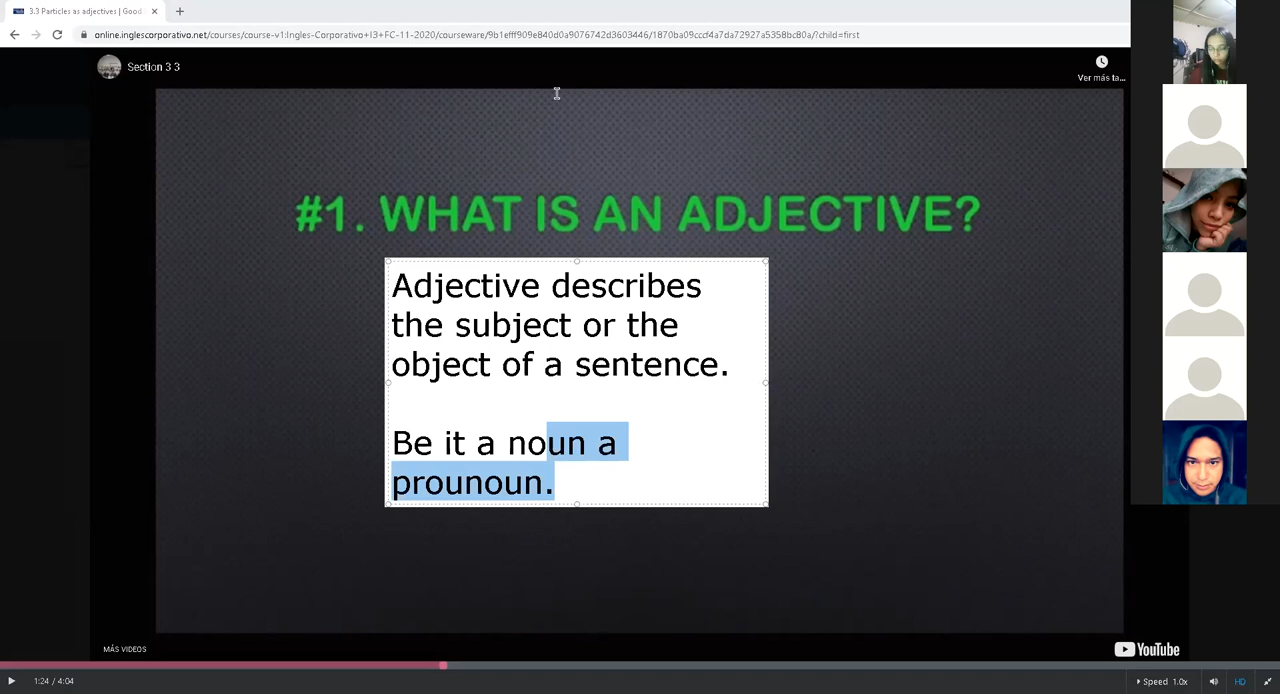 3.3 Particles as adjectives | Good
online.inglescorporativo.net/courses/course-v1:Ingles-Corporativo+I3+FC-11-2020/courseware/9b1efff909e840d0a9076742d3603446/1870ba09cccf4a7da72927a5358bc80a/?child=first
Section 3 3
Ver más ta...
#1. WHAT IS AN ADJECTIVE?
Adjective describes
the subject or the
object of a sentence.
Be it a noun a
prounoun.
MÁS VIDEOS
YouTube
1:24 / 4:04
Speed 1.0x
HD